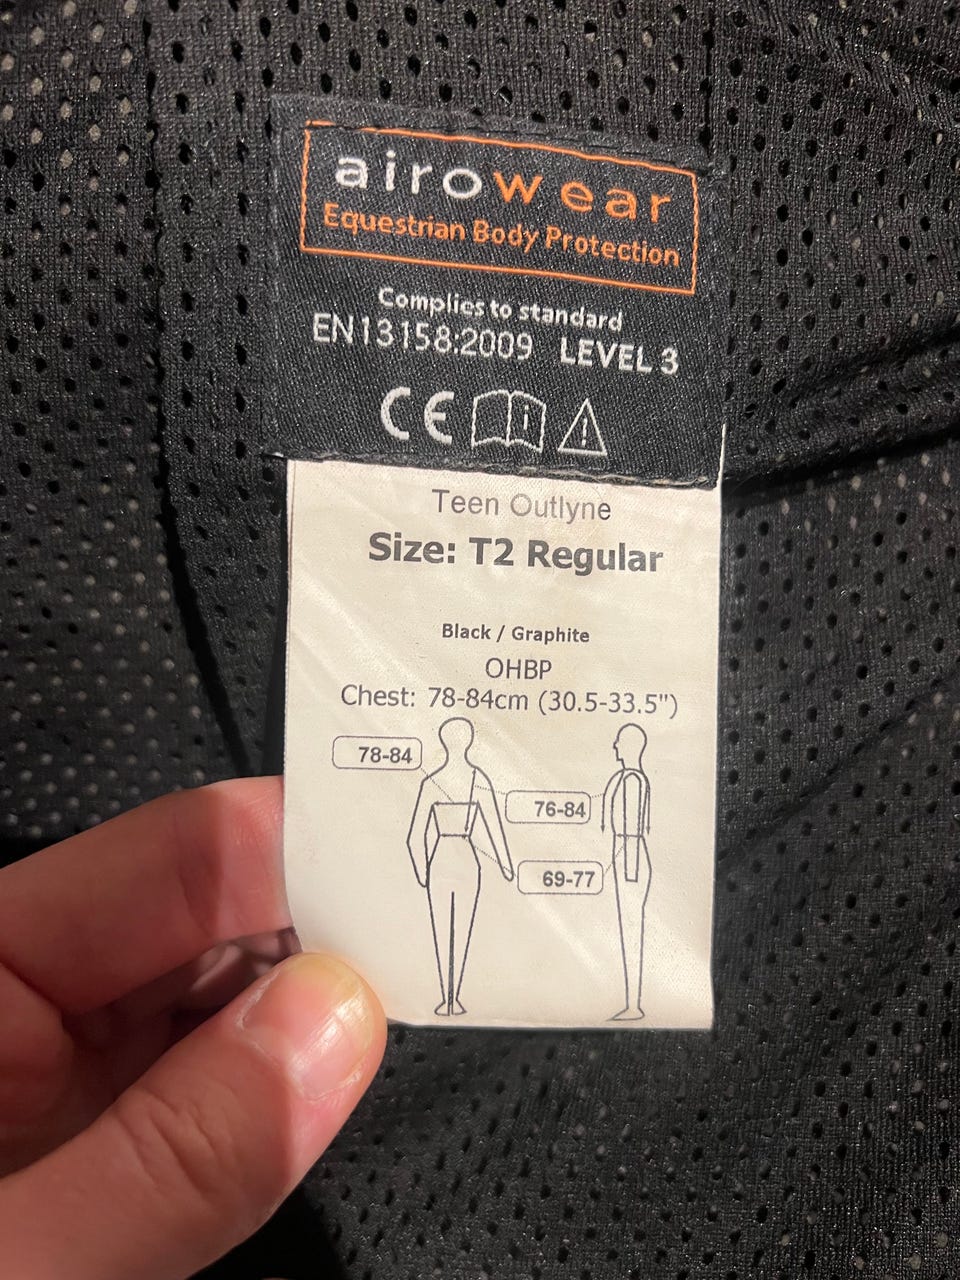 airowear
Equestrian Body Protection
Complies to standard
EN13158:2009 LEVEL 3
CE
Teen Outlyne
Size: T2 Regular
Black / Graphite
OHBP
Chest: 78-84cm (30.5-33.5")
78-84
76-84
69-77